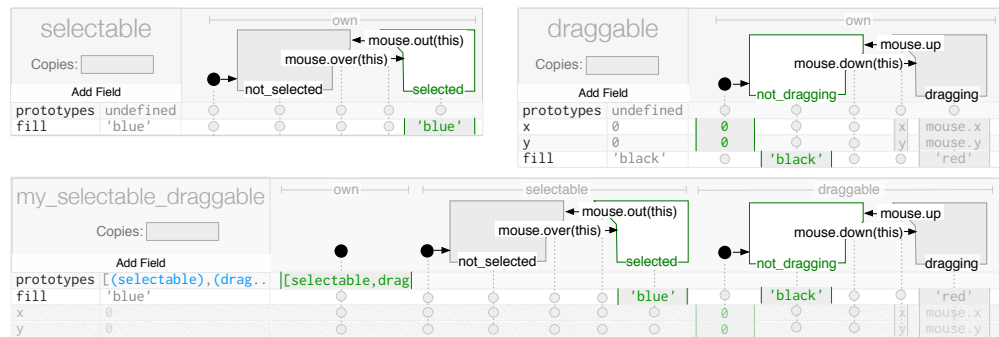 selectable
own
mouse.out(this)
mouse.over(this)
Copies:
not_selected
selected
Add Field
prototypes undefined
fill 'blue' 'blue'
draggable
own
mouse.up
mouse.down(this)
Copies:
not_dragging
dragging
Add Field
prototypes undefined
x 0 0 x mouse.x
y 0 0 y mouse.y
fill 'black' 'black' 'red'
my_selectable_draggable
own selectable draggable
mouse.out(this) mouse.up
mouse.over(this) mouse.down(this)
Copies:
not_selected selected not_dragging dragging
Add Field
prototypes [(selectable),(drag.. [selectable,drag
fill 'blue' 'blue' 'black' 'red'
x 0 0 x mouse.x
y 0 0 y mouse.y